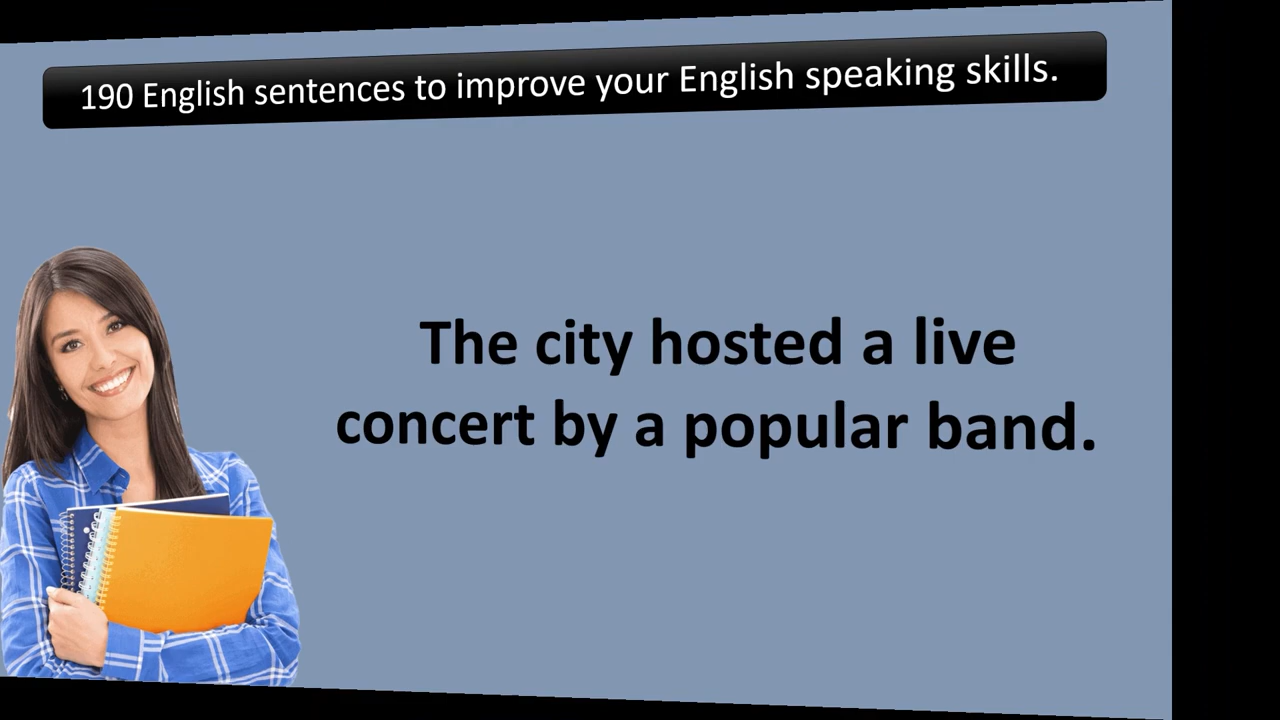 190 English sentences to improve your English speaking skills.
The city hosted a live
concert by a popular band.